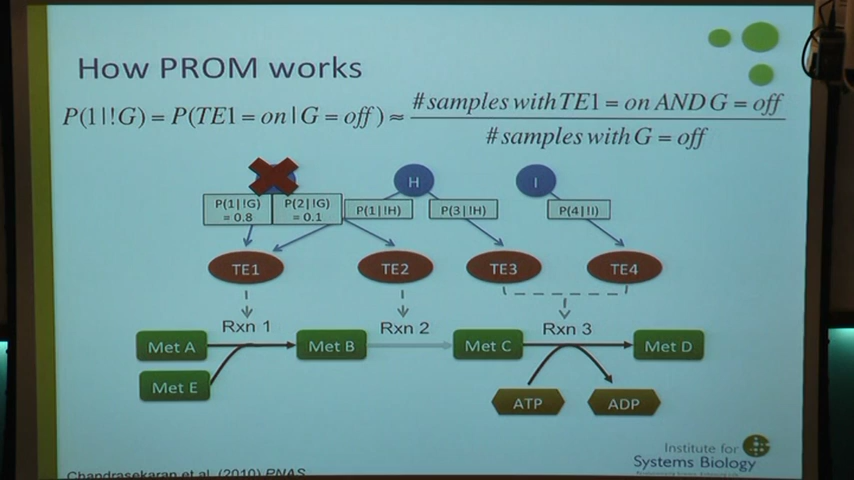 How PROM works
P(1|!G) = P(TE1 = on | G = off) ≈ #samples with TE1 = on AND G = off
#samples with G = off
H
I
P(1|!G) = 0.8
P(2|!G) = 0.1
P(1|!H)
P(3|!H)
P(4|!I)
TE1
TE2
TE3
TE4
Rxn 1
Rxn 2
Rxn 3
Met A
Met B
Met C
Met D
Met E
ATP
ADP
Institute for
Systems Biology
Chandrasekaran et al. (2010) PNAS